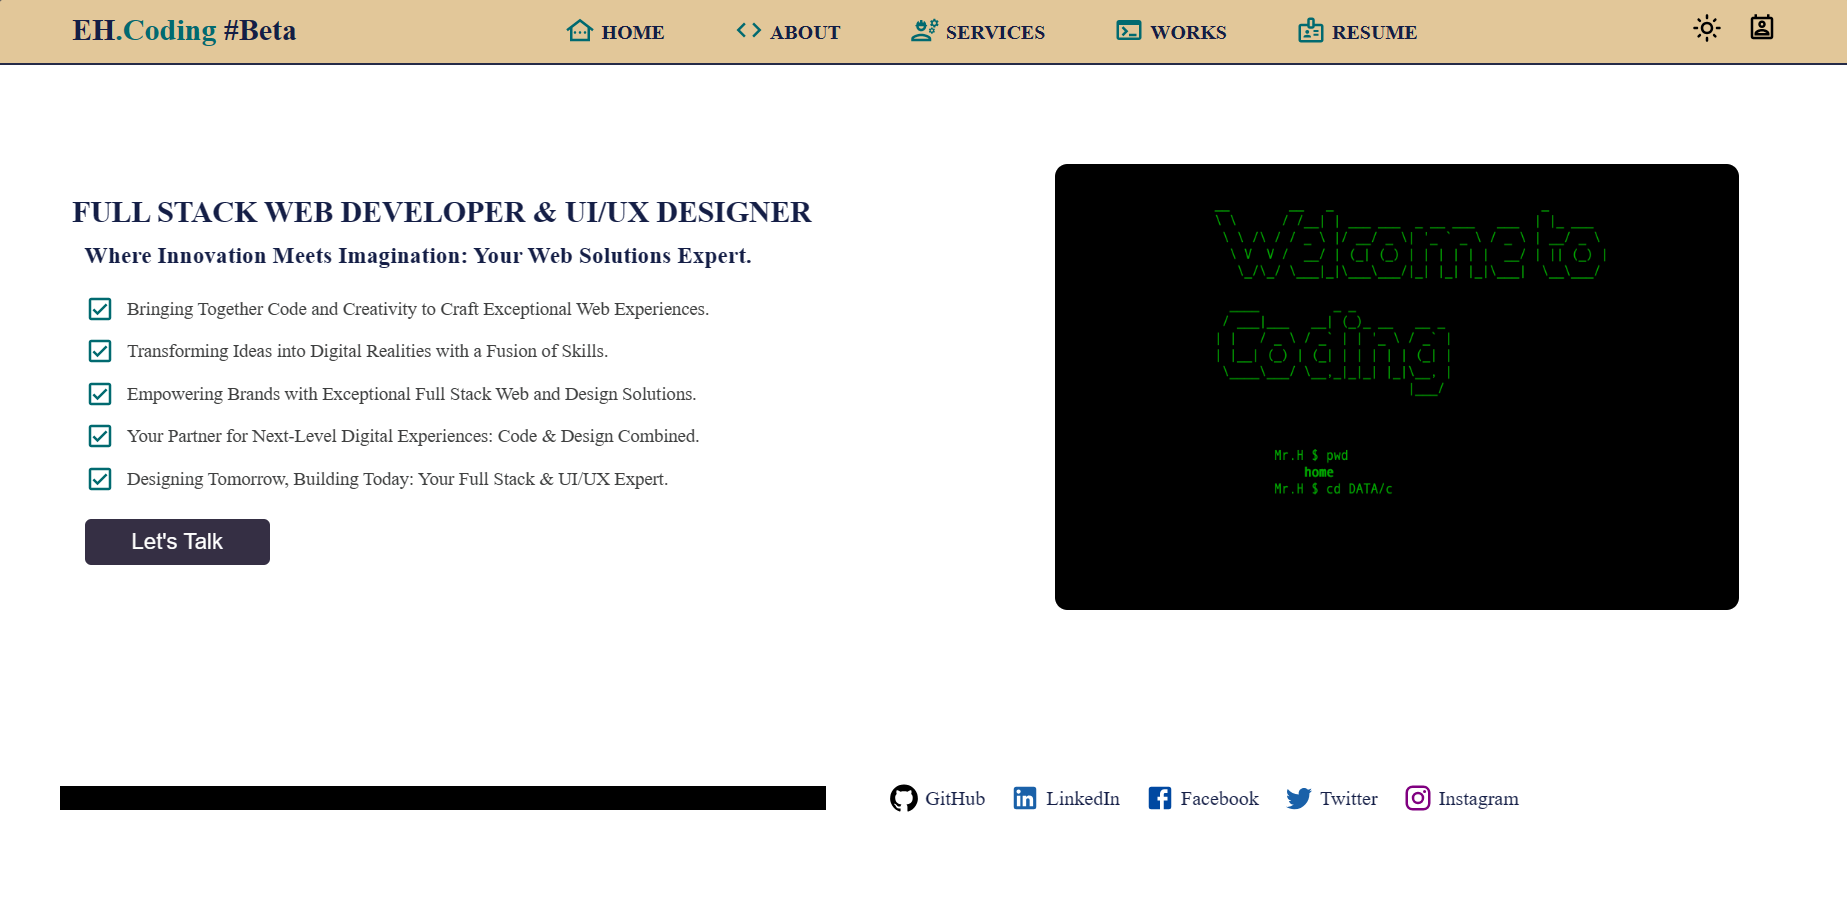 EH.Coding #Beta
HOME
ABOUT
SERVICES
WORKS
RESUME
FULL STACK WEB DEVELOPER & UI/UX DESIGNER
Where Innovation Meets Imagination: Your Web Solutions Expert.
Bringing Together Code and Creativity to Craft Exceptional Web Experiences.
Transforming Ideas into Digital Realities with a Fusion of Skills.
Empowering Brands with Exceptional Full Stack Web and Design Solutions.
Your Partner for Next-Level Digital Experiences: Code & Design Combined.
Designing Tomorrow, Building Today: Your Full Stack & UI/UX Expert.
Let's Talk
Welcome to
Coding
Mr.H $ pwd
home
Mr.H $ cd DATA/c
GitHub
LinkedIn
Facebook
Twitter
Instagram